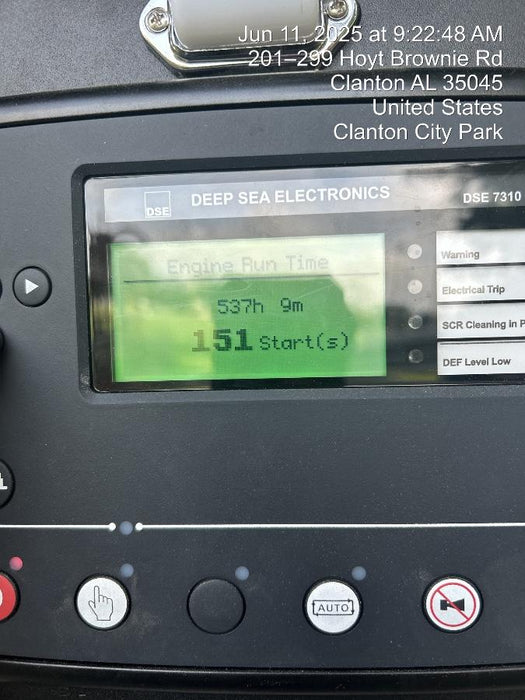 Jun 11, 2025 at 9:22:48 AM
201–299 Hoyt Brownie Rd
Clanton AL 35045
United States
Clanton City Park
DSE
DEEP SEA ELECTRONICS
DSE 7310
Engine Run Time
537h 9m
151 Start(s)
Warning
Electrical Trip
SCR Cleaning In P
DEF Level Low
AUTO